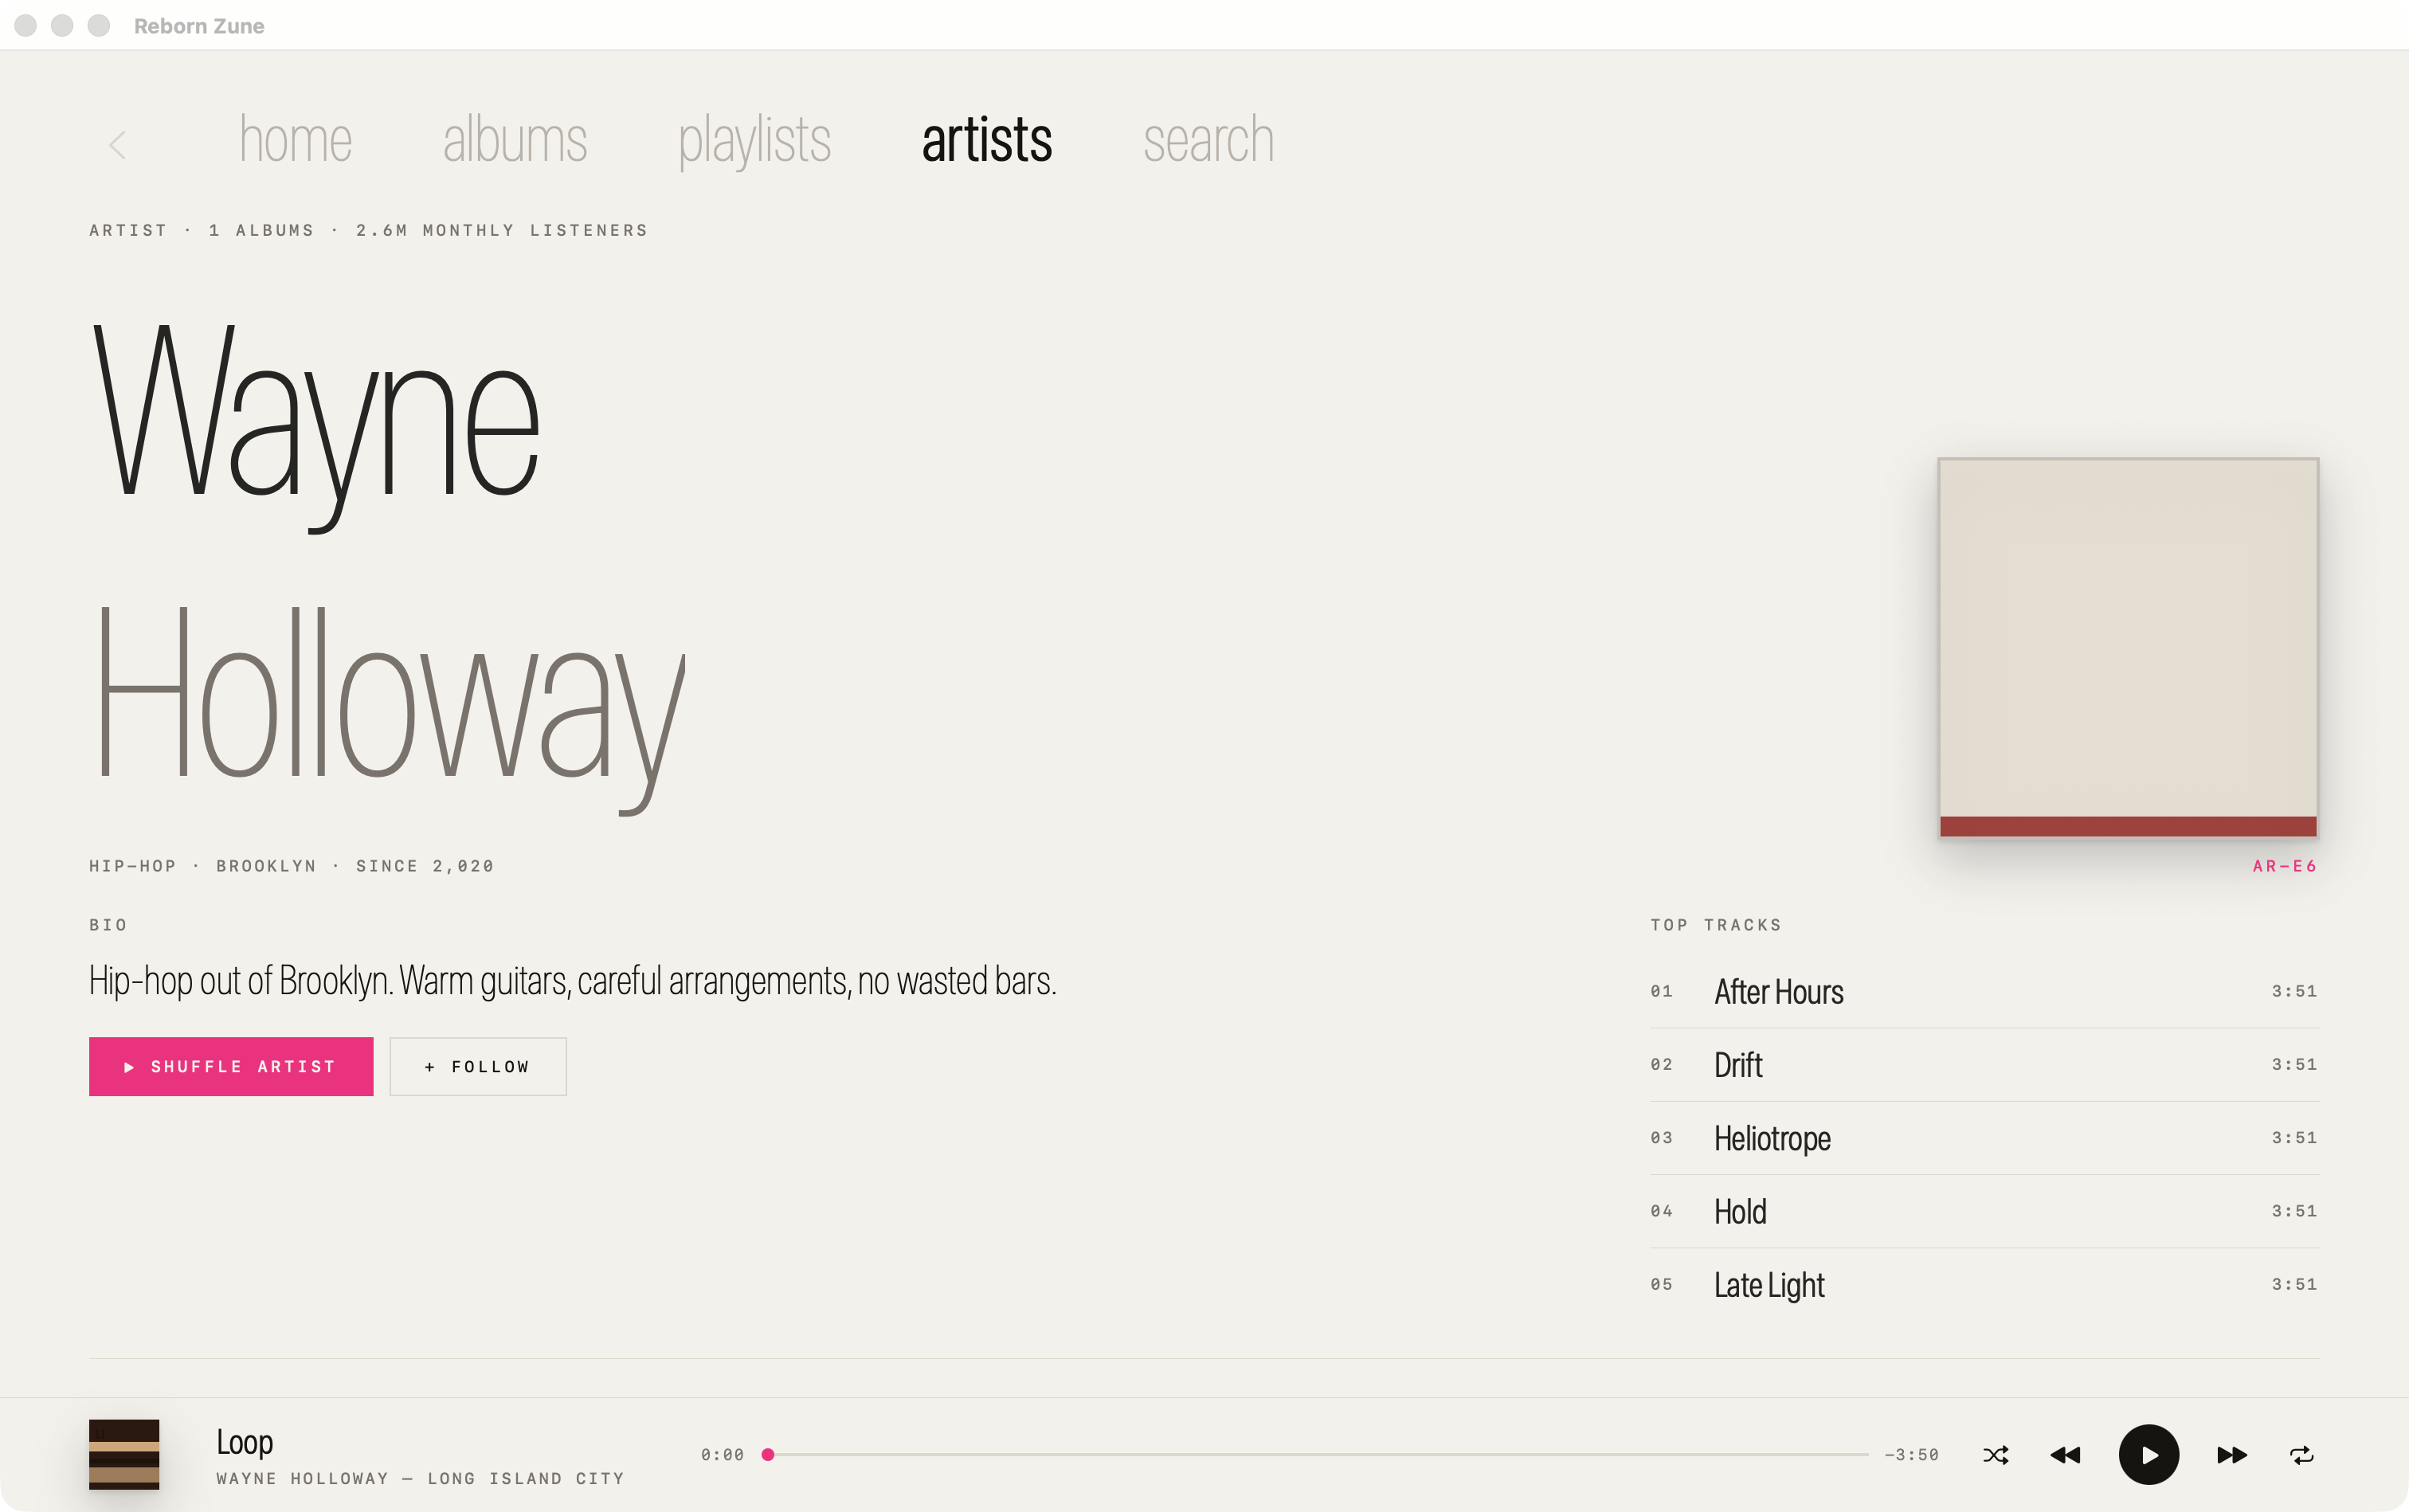 Reborn Zune
home albums playlists artists search
ARTIST · 1 ALBUMS · 2.6M MONTHLY LISTENERS
Wayne
Holloway
HIP-HOP · BROOKLYN · SINCE 2,020
AR-E6
BIO
Hip-hop out of Brooklyn. Warm guitars, careful arrangements, no wasted bars.
SHUFFLE ARTIST
+ FOLLOW
TOP TRACKS
01 After Hours 3:51
02 Drift 3:51
03 Heliotrope 3:51
04 Hold 3:51
05 Late Light 3:51
Loop
WAYNE HOLLOWAY — LONG ISLAND CITY
0:00
-3:50